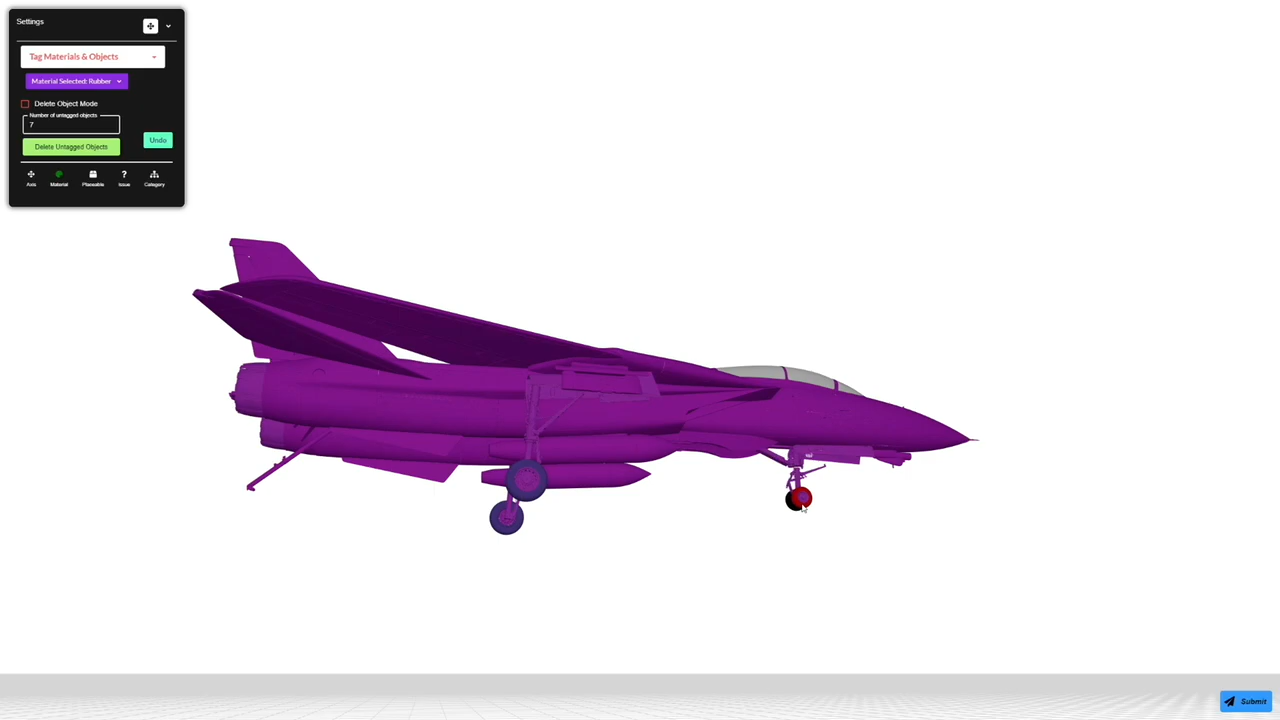 Settings
Tag Materials & Objects
Material Selected: Rubber
Delete Object Mode
Number of untagged objects
7
Undo
Delete Untagged Objects
Axis Material Placeable Issue Category
Submit